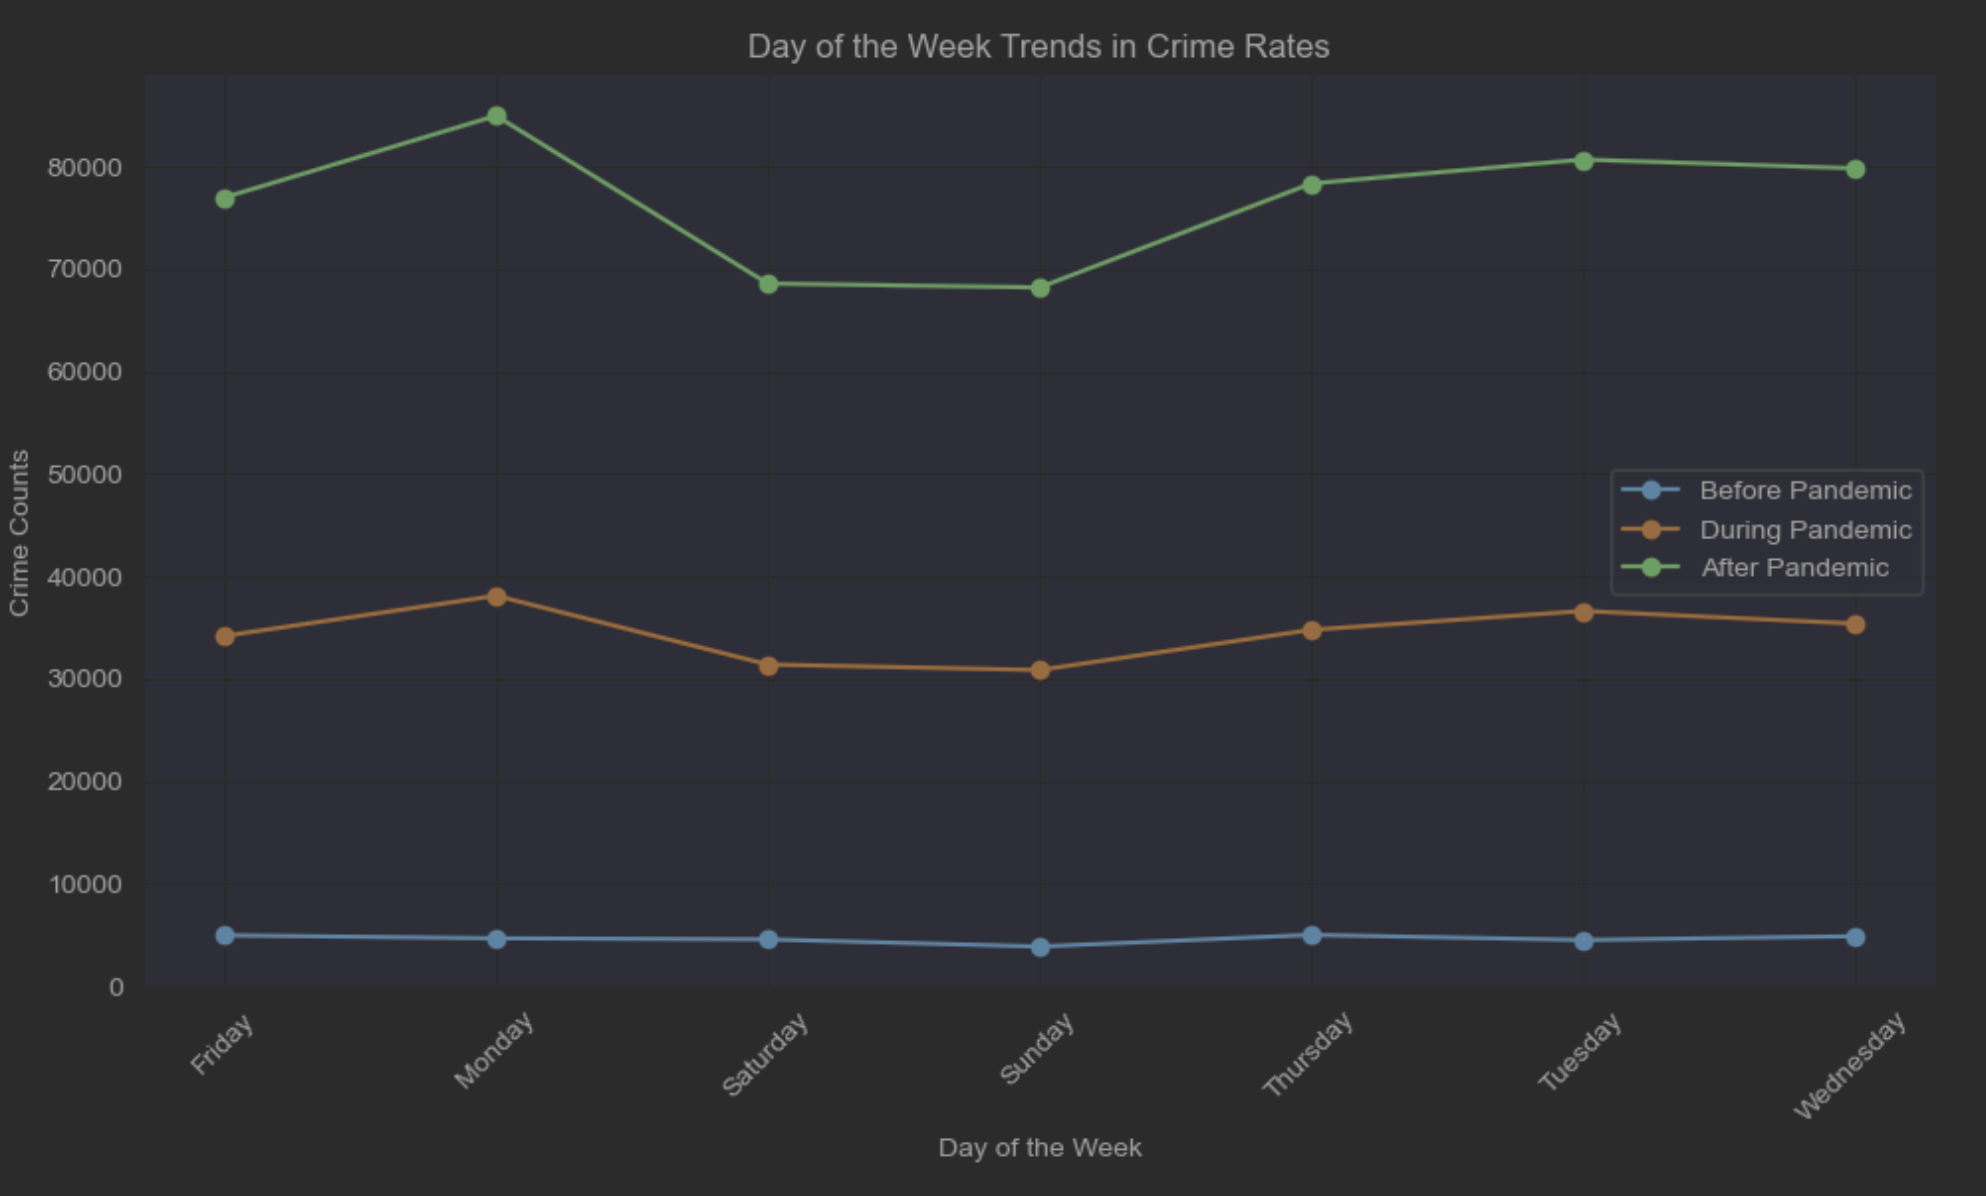 Day of the Week Trends in Crime Rates
Crime Counts
80000
70000
60000
50000
40000
30000
20000
10000
0
Before Pandemic
During Pandemic
After Pandemic
Friday
Monday
Saturday
Sunday
Thursday
Tuesday
Wednesday
Day of the Week